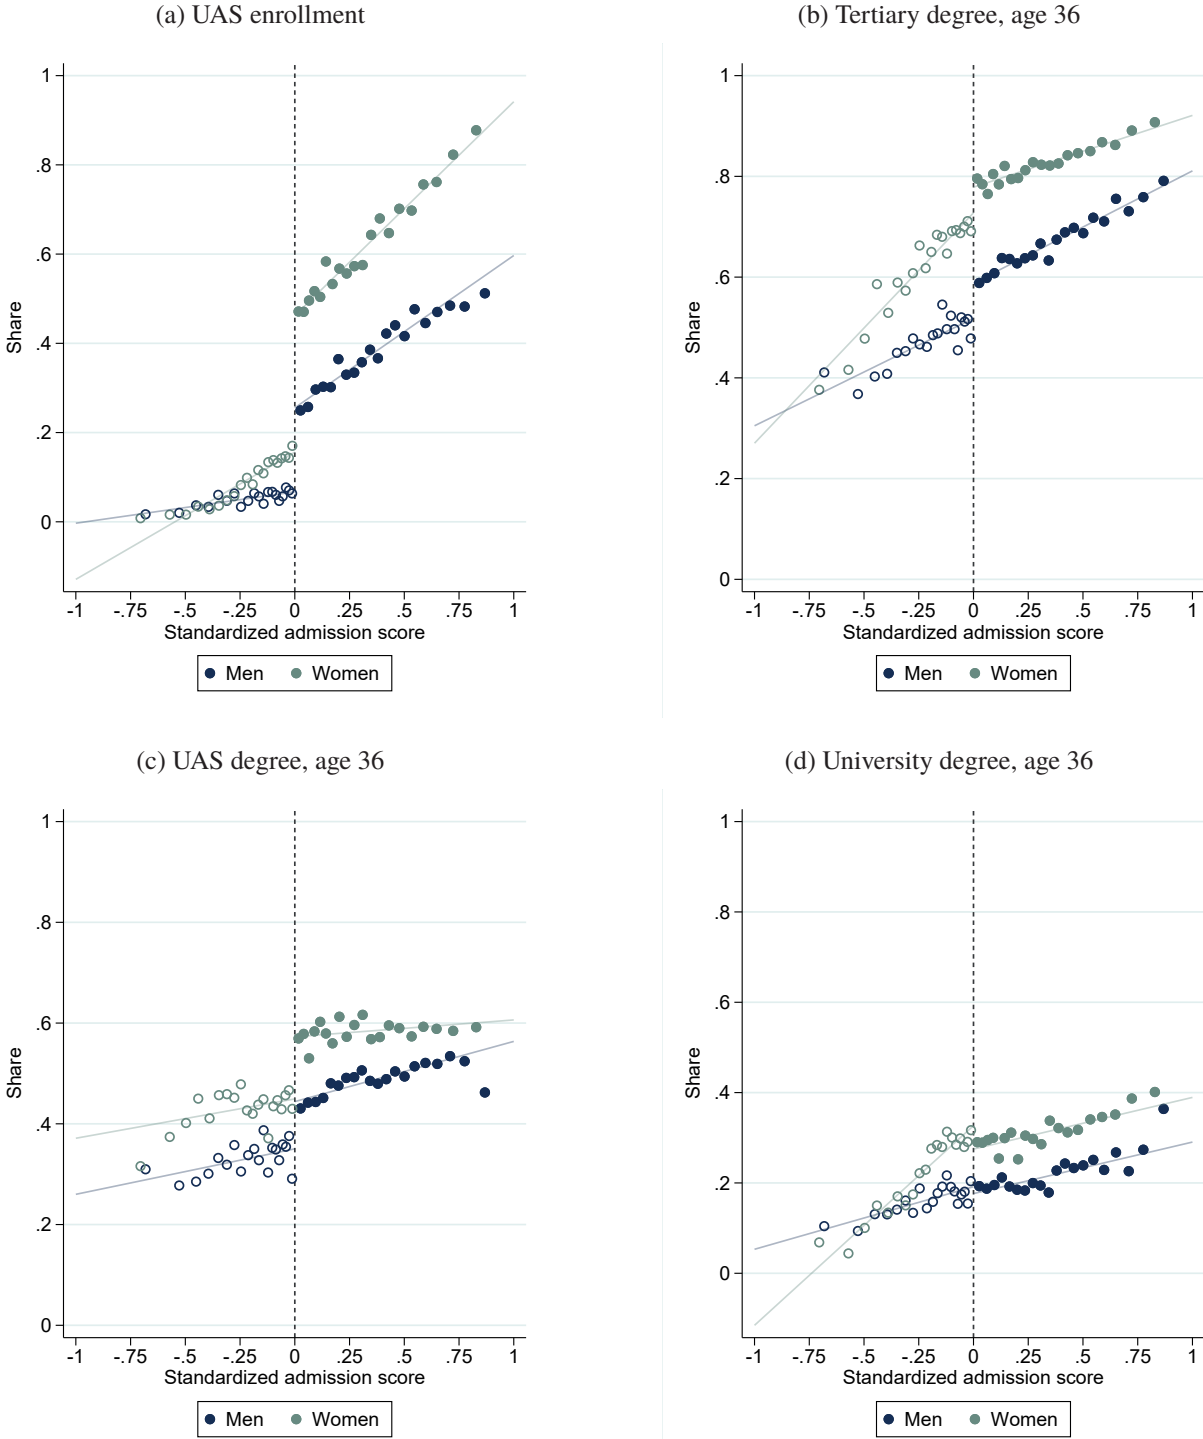 (a) UAS enrollment
1
.8
.6
.4
.2
0
Share
-1 -.75 -.5 -.25 0 .25 .5 .75 1
Standardized admission score
Men Women
(b) Tertiary degree, age 36
1
.8
.6
.4
.2
0
Share
-1 -.75 -.5 -.25 0 .25 .5 .75 1
Standardized admission score
Men Women
(c) UAS degree, age 36
1
.8
.6
.4
.2
0
Share
-1 -.75 -.5 -.25 0 .25 .5 .75 1
Standardized admission score
Men Women
(d) University degree, age 36
1
.8
.6
.4
.2
0
Share
-1 -.75 -.5 -.25 0 .25 .5 .75 1
Standardized admission score
Men Women